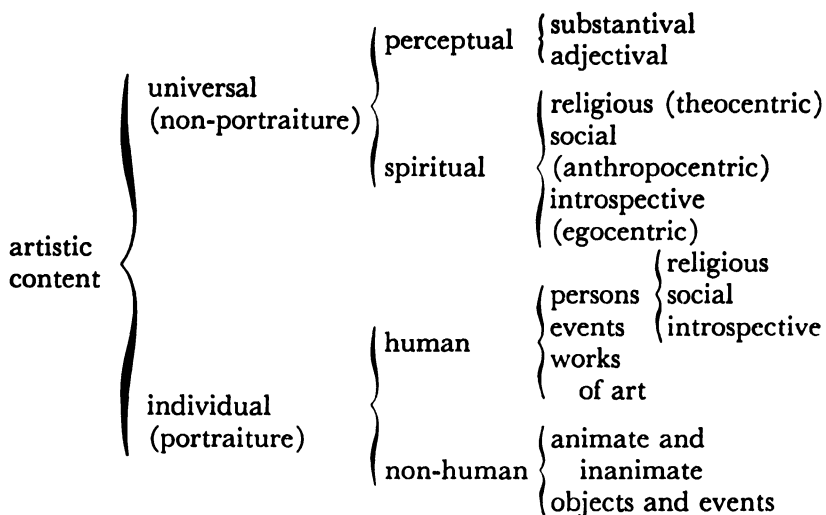 artistic
content
universal
(non-portraiture)
perceptual
substantival
adjectival
spiritual
religious (theocentric)
social
(anthropocentric)
introspective
(egocentric)
individual
(portraiture)
human
persons
events
works
of art
religious
social
introspective
non-human
animate and
inanimate
objects and events